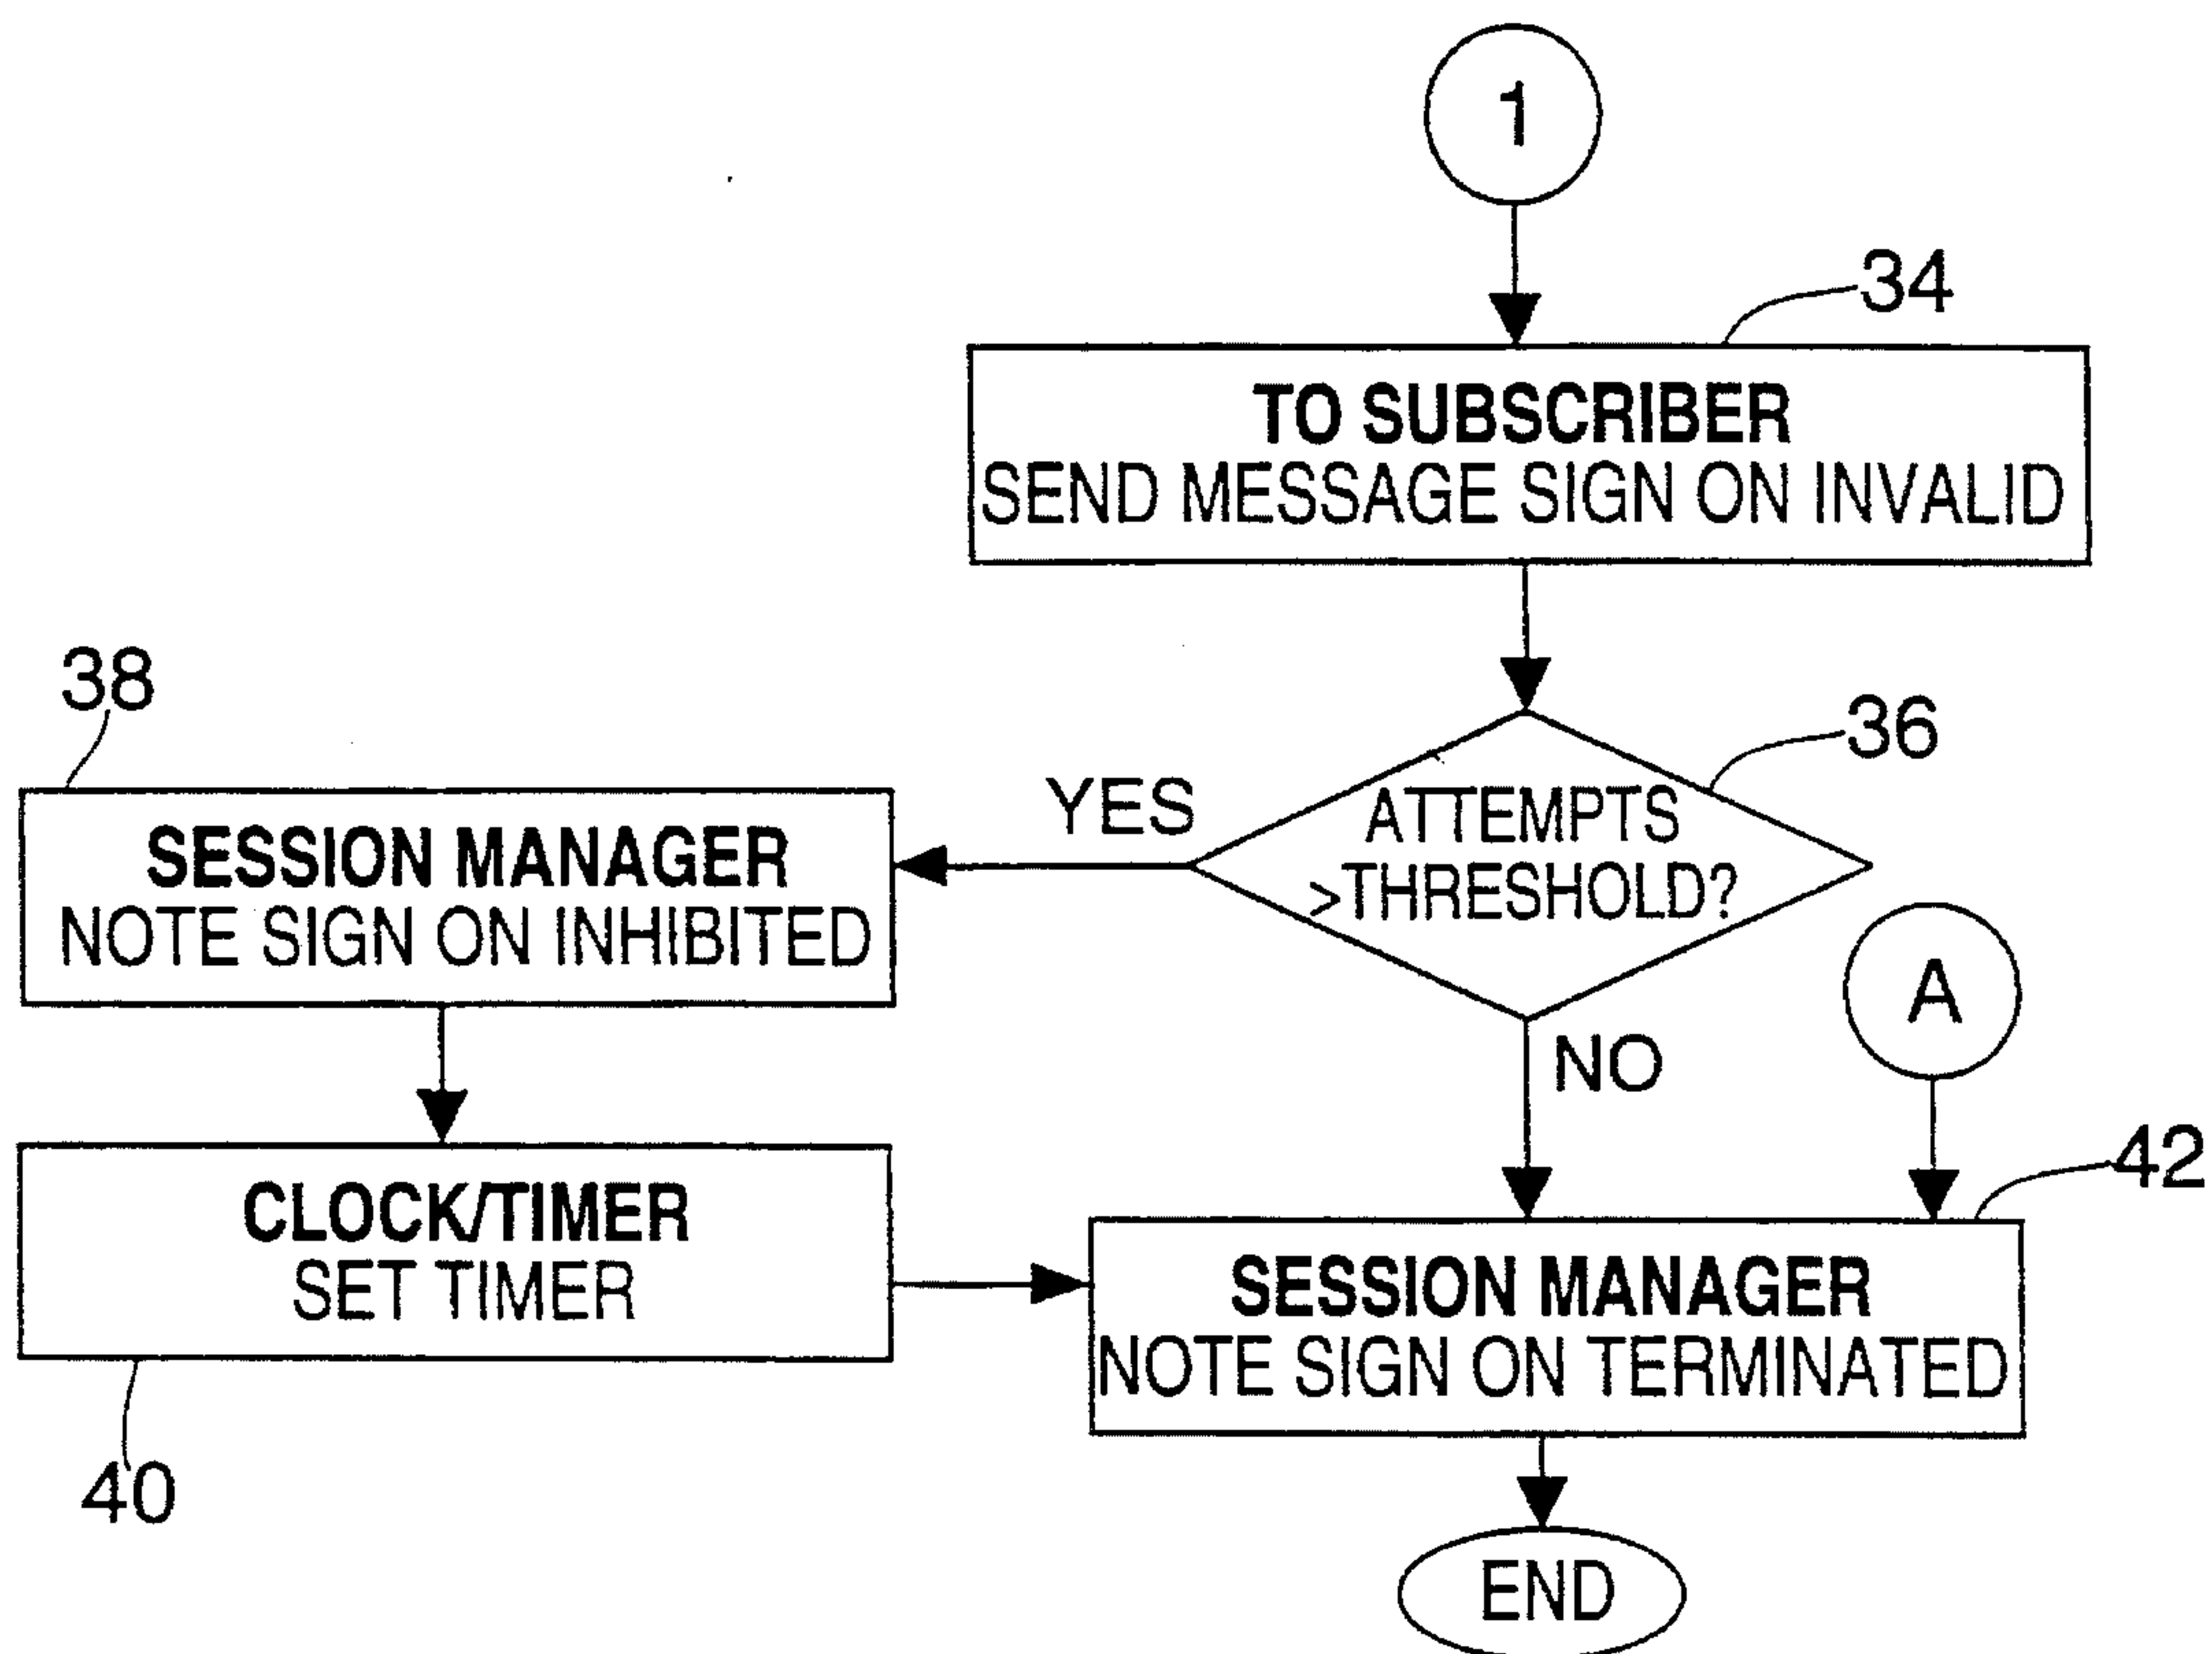 1
34
TO SUBSCRIBER
SEND MESSAGE SIGN ON INVALID
38
36
YES
ATTEMPTS
>THRESHOLD?
SESSION MANAGER
NOTE SIGN ON INHIBITED
A
NO
42
CLOCK/TIMER
SET TIMER
SESSION MANAGER
NOTE SIGN ON TERMINATED
40
END